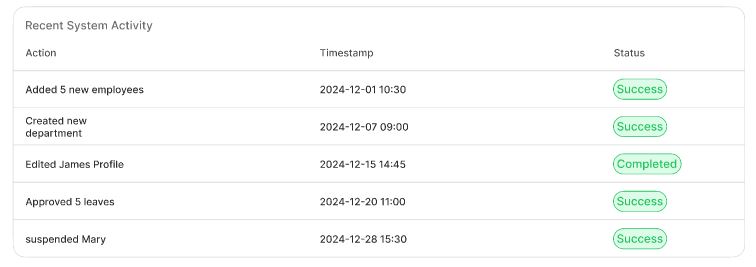 Recent System Activity
Action Timestamp Status
Added 5 new employees 2024-12-01 10:30 Success
Created new
department 2024-12-07 09:00 Success
Edited James Profile 2024-12-15 14:45 Completed
Approved 5 leaves 2024-12-20 11:00 Success
suspended Mary 2024-12-28 15:30 Success